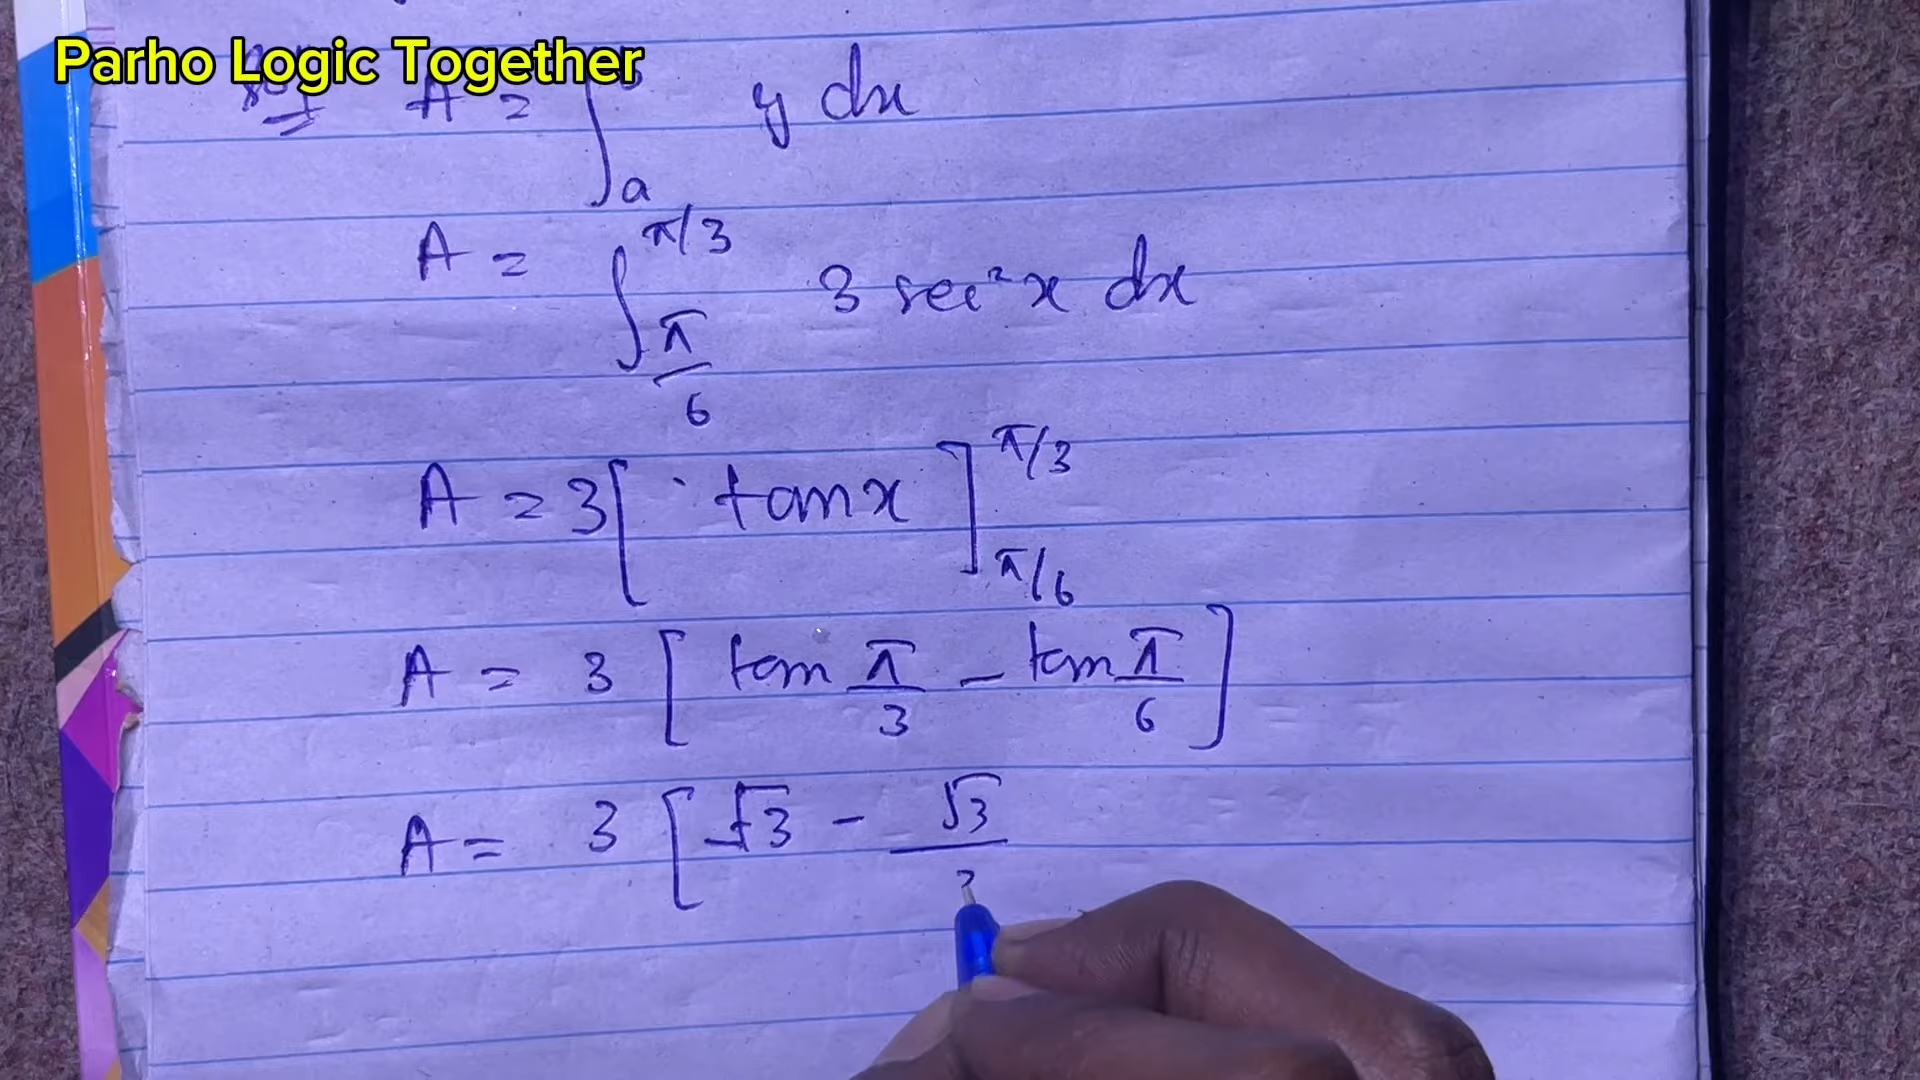 Parho Logic Together
Sol A = ∫ₐ y dx
A = ∫_{π/6}^{π/3} 3 sec²x dx
A = 3[ tan x ]_{π/6}^{π/3}
A = 3 [ tan π/3 - tan π/6 ]
A = 3 [ √3 - √3/